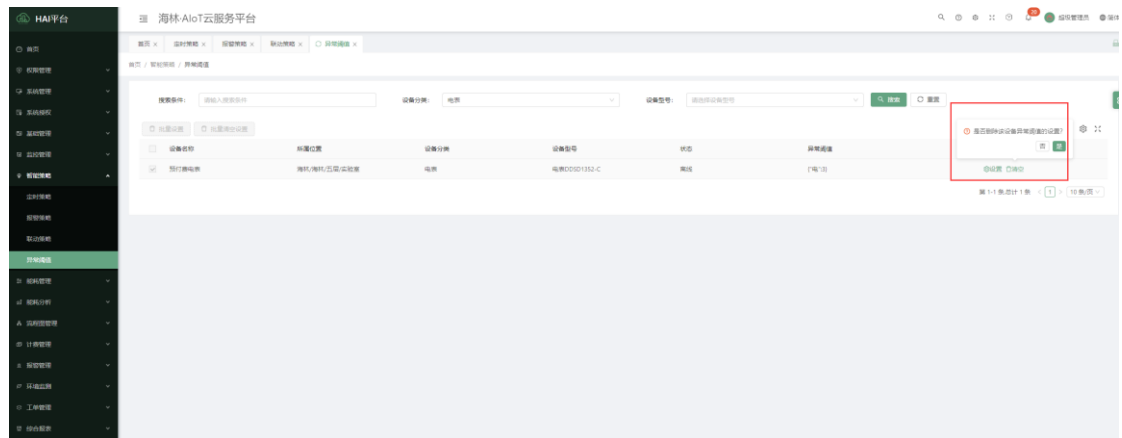 HAI平台
海林·AIoT云服务平台
28
超级管理员
首页
权限管理
系统管理
系统授权
基础管理
监控管理
智能策略
定时策略
报警策略
联动策略
异常阈值
能耗管理
能耗分析
流程图管理
计费管理
报警管理
环境监测
工单管理
综合报表
首页 × 定时策略 × 报警策略 × 联动策略 × 异常阈值 ×
首页 / 智能策略 / 异常阈值
搜索条件: 请输入搜索条件 设备分类: 电表 设备型号: 请选择设备型号 搜索 重置
批量设置 批量清空设置
是否删除该设备异常阈值的设置?
否 是
设备名称 所属位置 设备分类 设备型号 状态 异常阈值
预付费电表 海林/海林/五层/实验室 电表 电表DDSD1352-C 离线 {"电":3}
设置 清空
第 1-1 条,总计 1 条 < 1 > 10 条/页